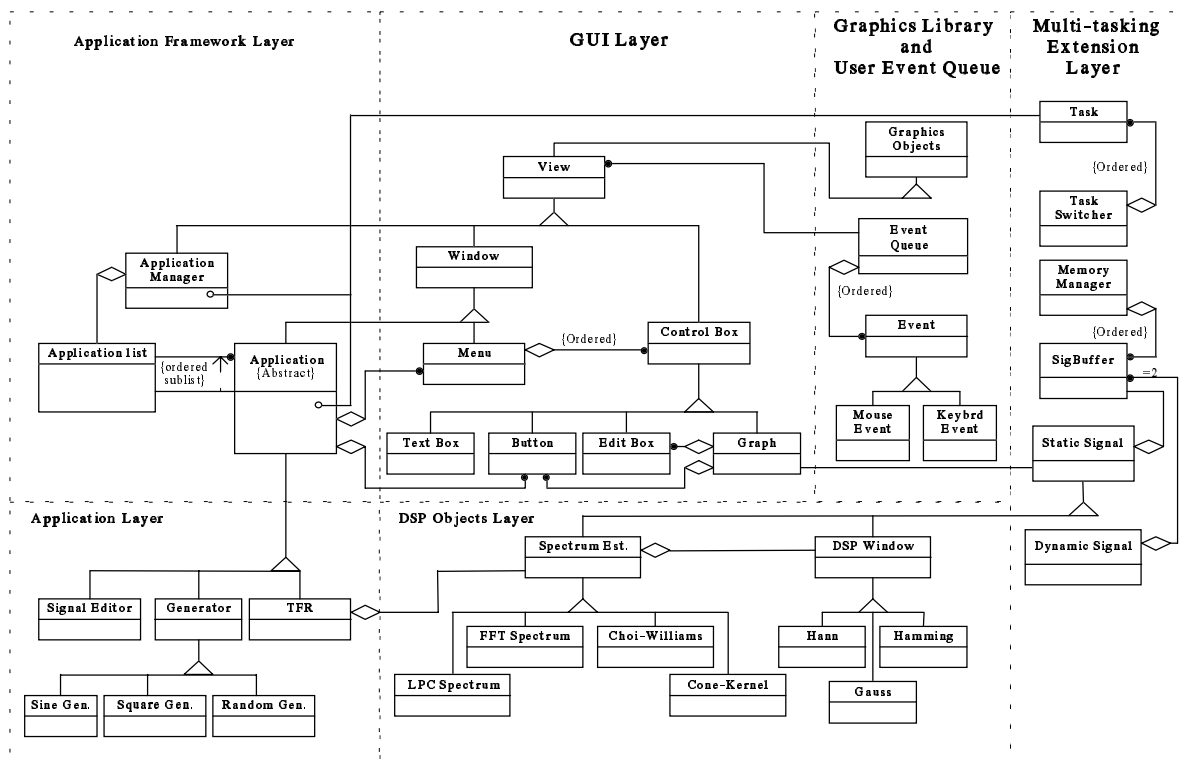 Application Framework Layer
GUI Layer
Graphics Library
and
User Event Queue
Multi-tasking
Extension
Layer
Task
Graphics
Objects
View
{Ordered}
Task
Switcher
Event
Queue
Application
Manager
Window
Memory
Manager
{Ordered}
Event
Control Box
{Ordered}
{Ordered}
Application list
{ordered
sublist}
Application
{Abstract}
Menu
SigBuffer
=2
Mouse
Event
Keybrd
Event
Text Box
Button
Edit Box
Graph
Static Signal
Application Layer
DSP Objects Layer
Spectrum Est.
DSP Window
Dynamic Signal
Signal Editor
Generator
TFR
FFT Spectrum
Choi-Williams
Hann
Hamming
LPC Spectrum
Cone-Kernel
Gauss
Sine Gen.
Square Gen.
Random Gen.